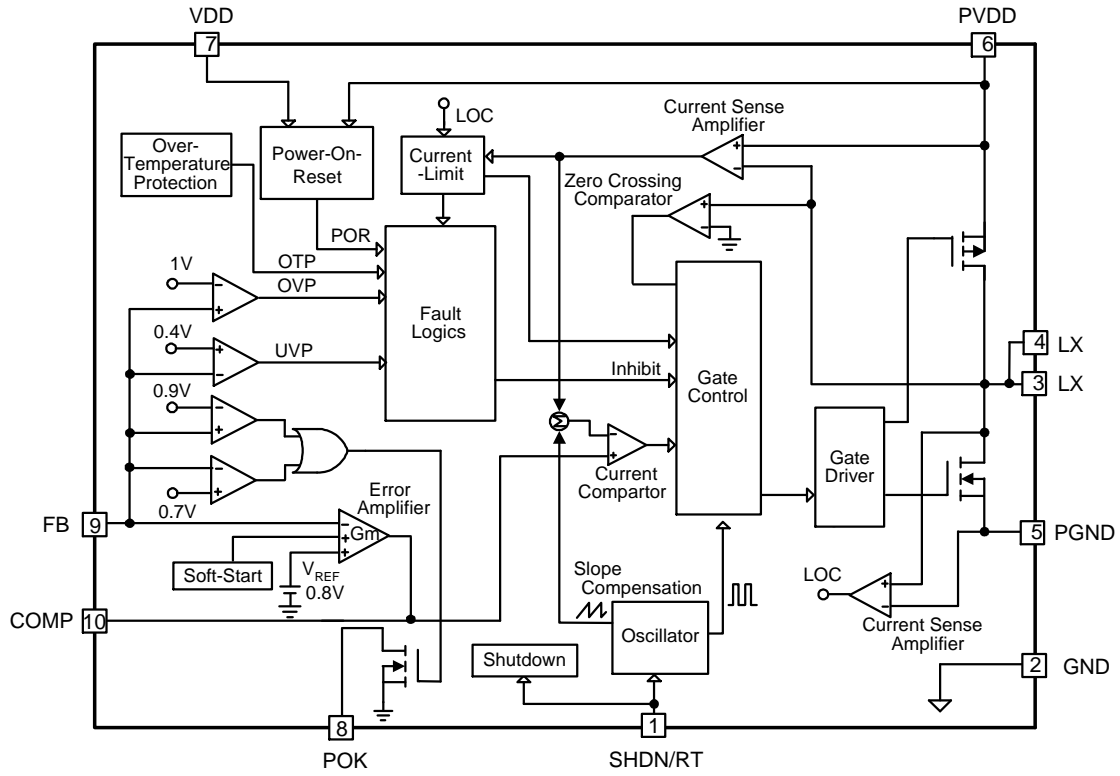 VDD
PVDD
7
6
LOC
Current Sense
Amplifier
Over-
Temperature
Protection
Power-On-
Reset
Current
-Limit
+
-
Zero Crossing
Comparator
+
-
POR
1V
OTP
-
OVP
+
Fault
Logics
0.4V
4
LX
+
UVP
-
Inhibit
3
LX
Gate
Control
0.9V
-
+
Σ
-
+
Current
Compartor
Gate
Driver
-
+
0.7V
Error
Amplifier
FB
9
-
+
+
Gm
5
PGND
Soft-Start
VREF
0.8V
Slope
Compensation
LOC
+
-
COMP
10
Oscillator
Current Sense
Amplifier
Shutdown
2
GND
8
1
POK
SHDN/RT